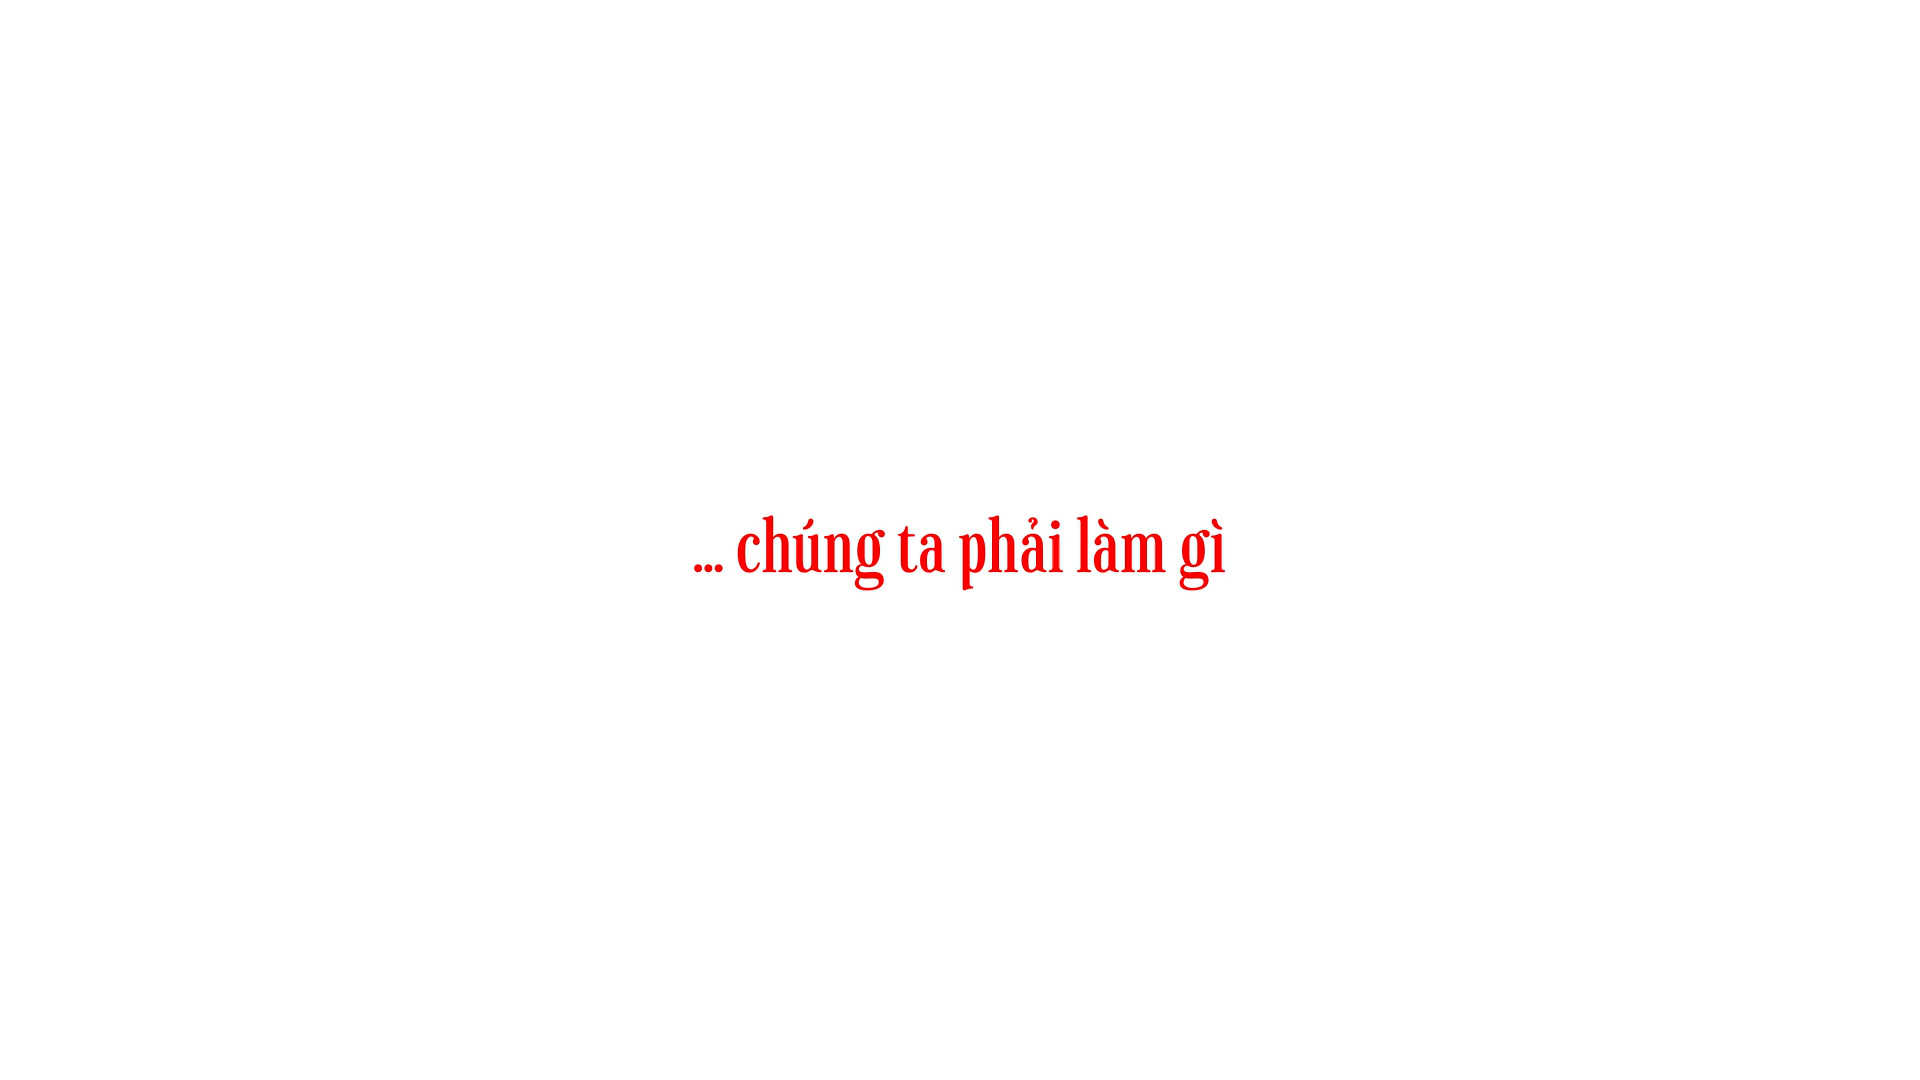 ... chúng ta phải làm gì